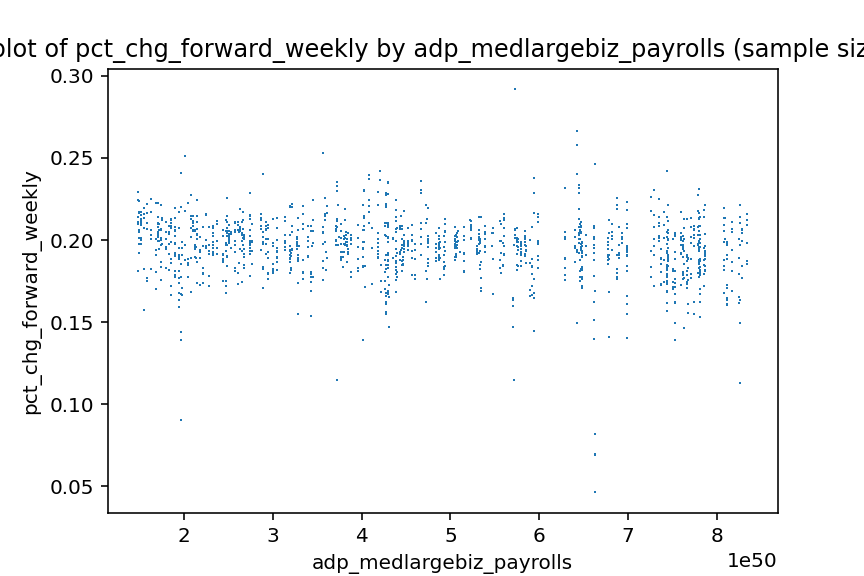 plot of pct_chg_forward_weekly by adp_medlargebiz_payrolls (sample siz
0.30
0.25
0.20
0.15
0.10
0.05
pct_chg_forward_weekly
2 3 4 5 6 7 8
1e50
adp_medlargebiz_payrolls